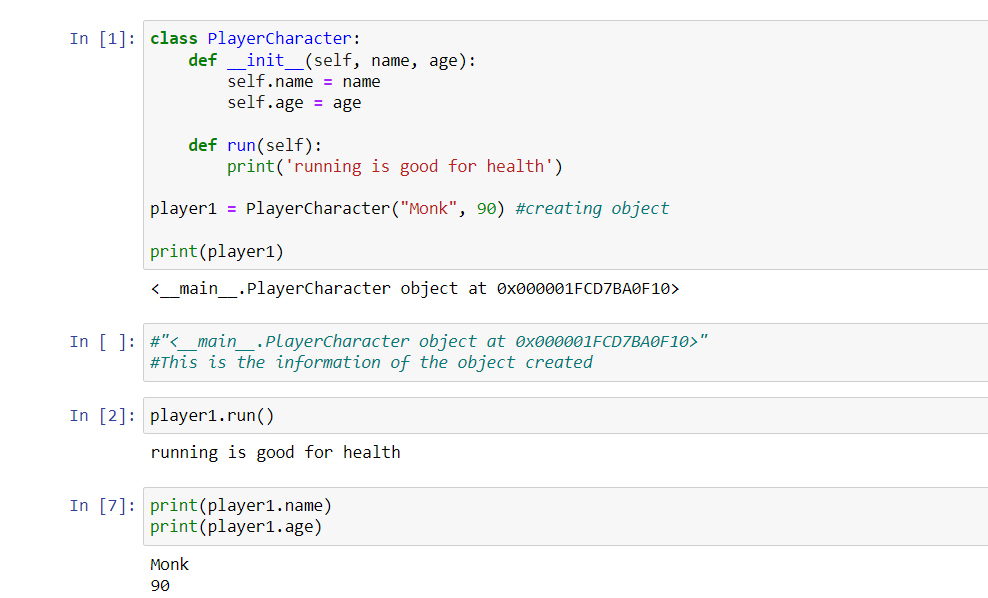 In [1]: class PlayerCharacter:
    def __init__(self, name, age):
        self.name = name
        self.age = age

    def run(self):
        print('running is good for health')

player1 = PlayerCharacter("Monk", 90) #creating object

print(player1)
<__main__.PlayerCharacter object at 0x000001FCD7BA0F10>
In [ ]: #"<__main__.PlayerCharacter object at 0x000001FCD7BA0F10>"
#This is the information of the object created
In [2]: player1.run()
running is good for health
In [7]: print(player1.name)
print(player1.age)
Monk
90